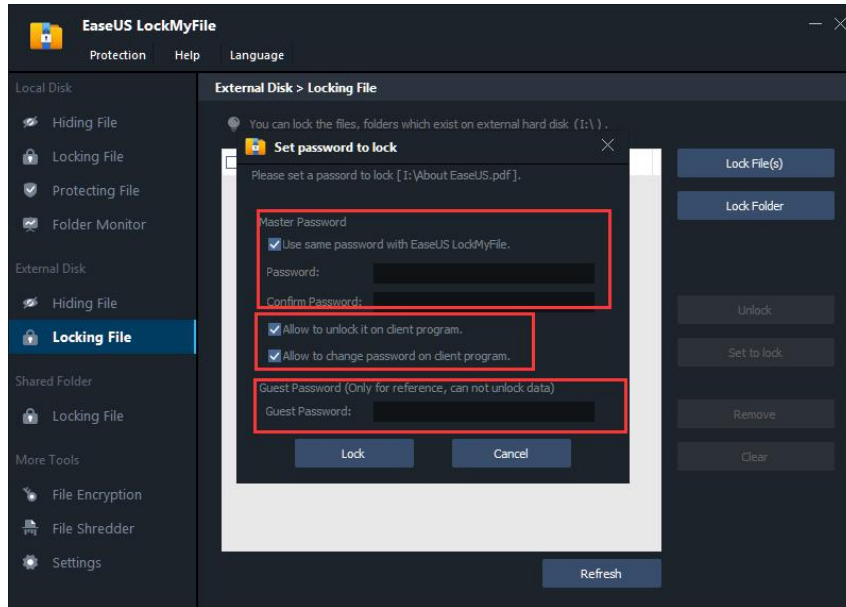 EaseUS LockMyFile
Protection Help Language
Local Disk
Hiding File
Locking File
Protecting File
Folder Monitor
External Disk
Hiding File
Locking File
Shared Folder
Locking File
More Tools
File Encryption
File Shredder
Settings
External Disk > Locking File
You can lock the files, folders which exist on external hard disk (I:\).
Set password to lock
Please set a passord to lock [I:\About EaseUS.pdf].
Master Password
Use same password with EaseUS LockMyFile.
Password:
Confirm Password:
Allow to unlock it on client program.
Allow to change password on client program.
Guest Password (Only for reference, can not unlock data)
Guest Password:
Lock Cancel
Refresh
Lock File(s)
Lock Folder
Unlock
Set to lock
Remove
Clear